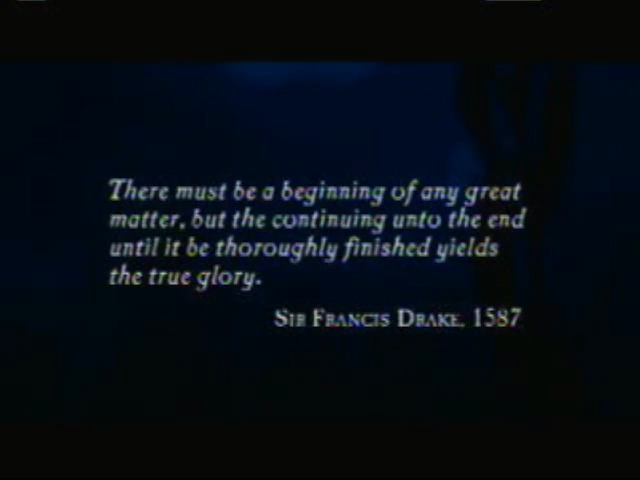 There must be a beginning of any great
matter, but the continuing unto the end
until it be thoroughly finished yields
the true glory.
Sir Francis Drake, 1587